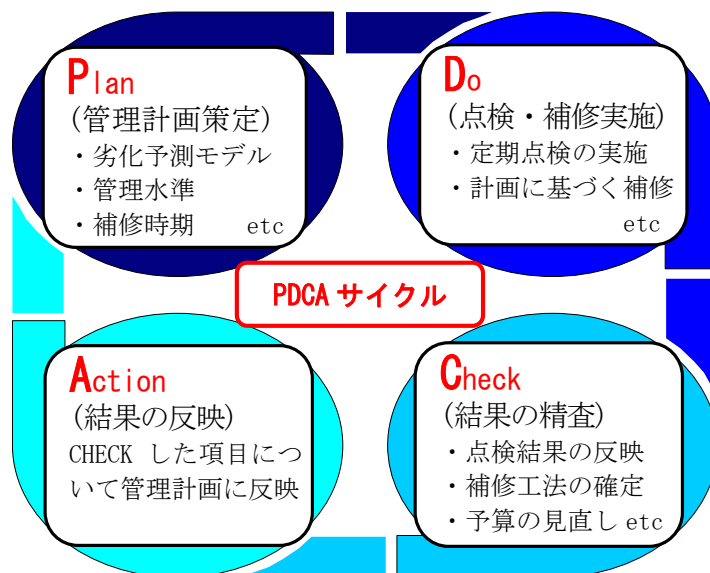 Plan
(管理計画策定)
・劣化予測モデル
・管理水準
・補修時期 etc
Do
(点検・補修実施)
・定期点検の実施
・計画に基づく補修
etc
PDCA サイクル
Action
(結果の反映)
CHECK した項目につ
いて管理計画に反映
Check
(結果の精査)
・点検結果の反映
・補修工法の確定
・予算の見直し etc